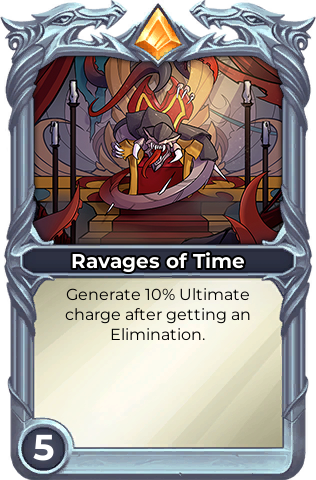 Ravages of Time
Generate 10% Ultimate
charge after getting an
Elimination.
5